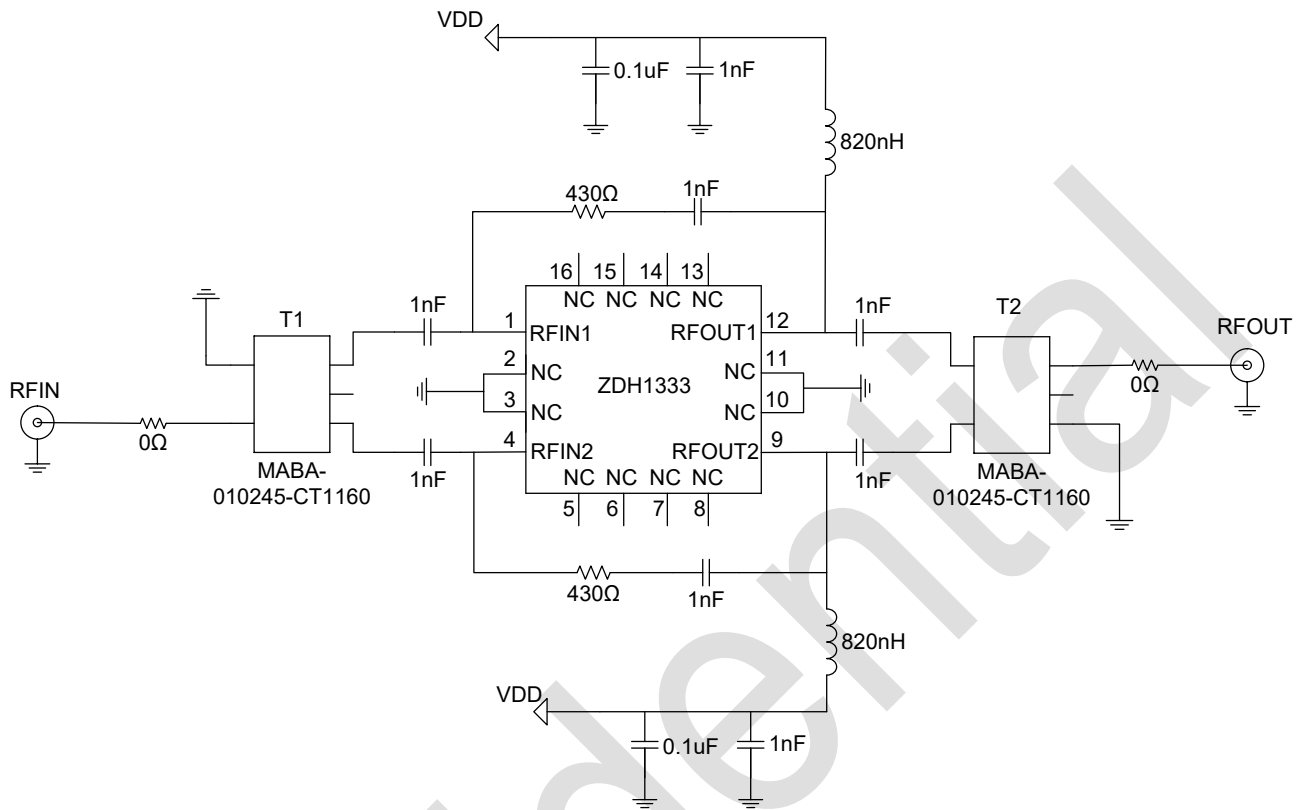 VDD
0.1uF 1nF
820nH
1nF
430Ω
16 15 14 13
NC NC NC NC
1nF 1nF
T1 T2
1 RFIN1 RFOUT1 12
RFOUT
2 NC NC 11
ZDH1333
0Ω
RFIN
3 NC NC 10
4 RFIN2 RFOUT2 9
0Ω
1nF 1nF
MABA-
010245-CT1160
MABA-
010245-CT1160
NC NC NC NC
5 6 7 8
430Ω
1nF
820nH
VDD
0.1uF 1nF
dential